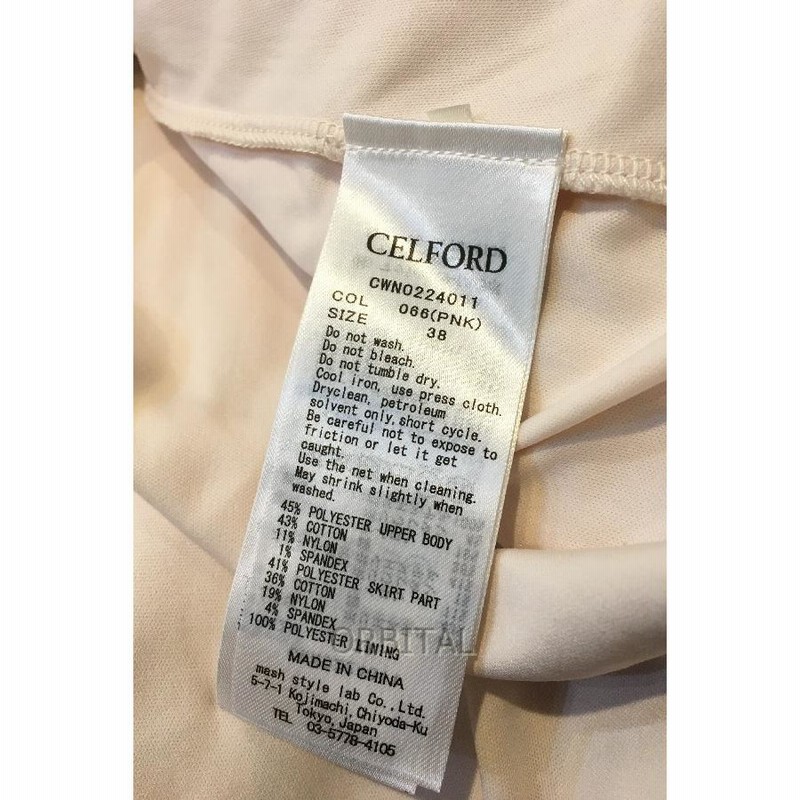 CELFORD
CWNO224011
COL 066(PNK)
SIZE 38
Do not wash.
Do not bleach.
Do not tumble dry.
Cool iron, use press cloth.
Dryclean, petroleum
solvent only,short cycle.
Be careful not to expose to
friction or let it get
caught.
Use the net when cleaning.
May shrink slightly when
washed.
45% POLYESTER UPPER BODY
43% COTTON
11% NYLON
1% SPANDEX
41% POLYESTER SKIRT PART
36% COTTON
19% NYLON
4% SPANDEX
100% POLYESTER LINING
ORBITAL
MADE IN CHINA
mash style lab Co.,Ltd.
5-7-1 Kojimachi,Chiyoda-Ku
Tokyo,Japan
TEL 03-5778-4105